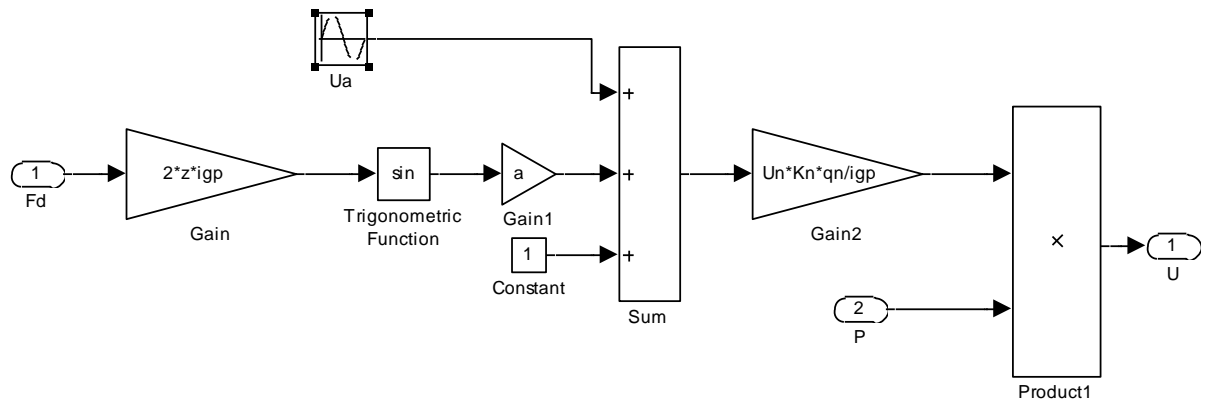 Ua
+
1
Fd
2*z*igp
Gain
sin
Trigonometric
Function
a
Gain1
+
1
Constant
+
Sum
Un*Kn*qn/igp
Gain2
2
P
×
Product1
1
U